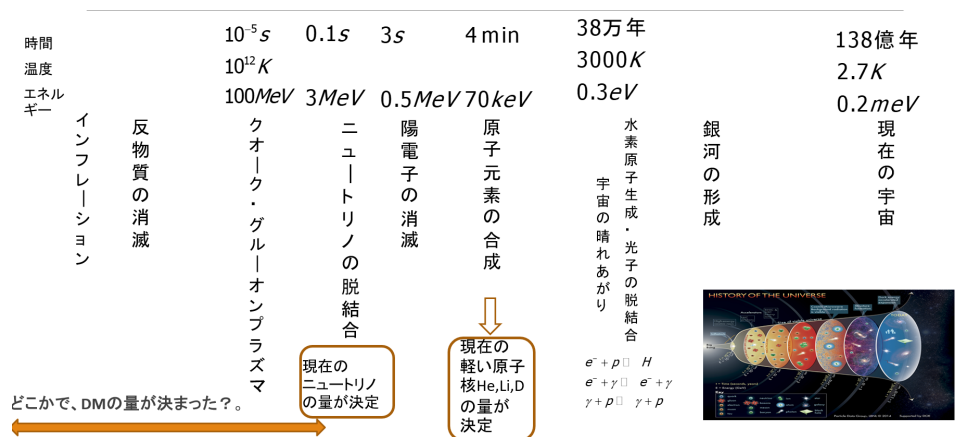 時間
10⁻⁵s 0.1s 3s 4 min 38万年 138億年
温度
10¹²K 3000K 2.7K
エネルギー
100MeV 3MeV 0.5MeV 70keV 0.3eV 0.2meV
インフレーション
反物質の消滅
クオーク・グルーオンプラズマ
ニュートリノの脱結合
陽電子の消滅
原子元素の合成
宇宙の晴れあがり
水素原子生成・光子の脱結合
銀河の形成
現在の宇宙
現在の
ニュートリノ
の量が決定
現在の
軽い原子
核He,Li,D
の量が
決定
e⁻+p□ H
e⁻+γ□ e⁻+γ
γ+p□ γ+p
どこかで、DMの量が決まった？。
HISTORY OF THE UNIVERSE
Key